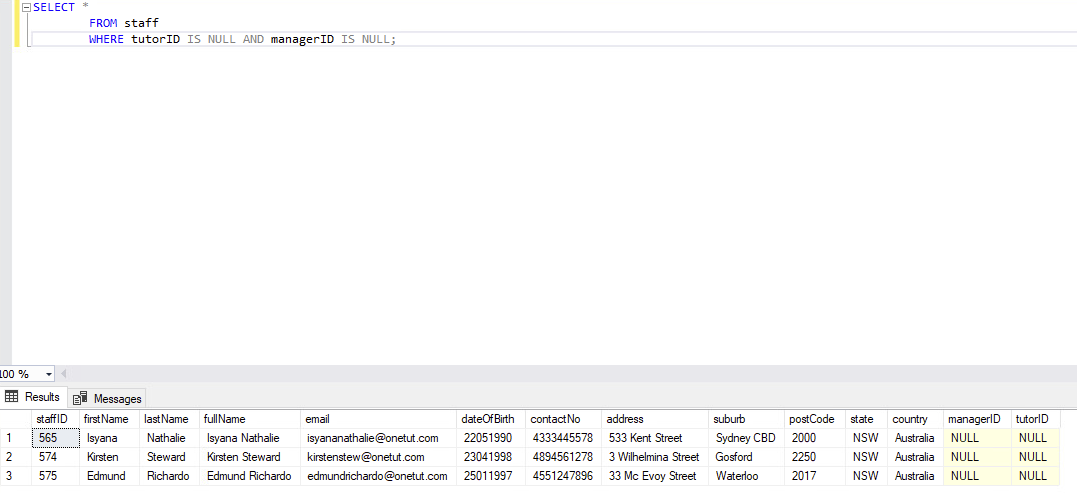 SELECT *
FROM staff
WHERE tutorID IS NULL AND managerID IS NULL;
100 %
Results Messages
staffID firstName lastName fullName email dateOfBirth contactNo address suburb postCode state country managerID tutorID
1 565 Isyana Nathalie Isyana Nathalie isyananathalie@onetut.com 22051990 4333445578 533 Kent Street Sydney CBD 2000 NSW Australia NULL NULL
2 574 Kirsten Steward Kirsten Steward kirstenstew@onetut.com 23041998 4894561278 3 Wilhelmina Street Gosford 2250 NSW Australia NULL NULL
3 575 Edmund Richardo Edmund Richardo edmundrichardo@onetut.com 25011997 4551247896 33 Mc Evoy Street Waterloo 2017 NSW Australia NULL NULL